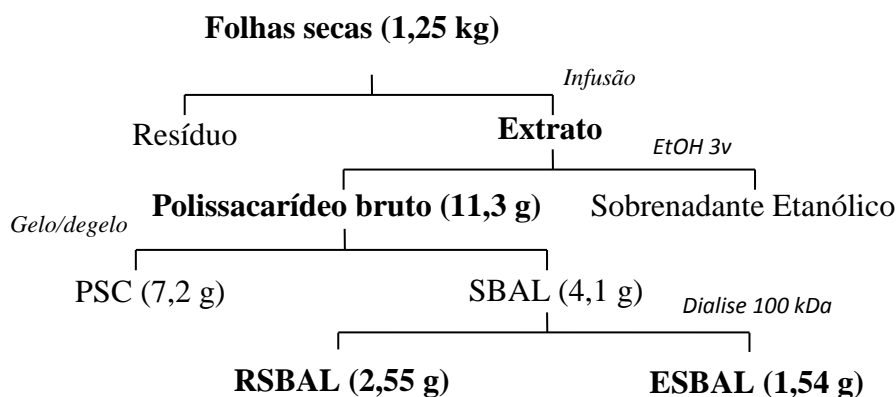 Folhas secas (1,25 kg)
Infusão
Resíduo
Extrato
EtOH 3v
Polissacarídeo bruto (11,3 g)
Sobrenadante Etanólico
Gelo/degelo
PSC (7,2 g)
SBAL (4,1 g)
Dialise 100 kDa
RSBAL (2,55 g)
ESBAL (1,54 g)